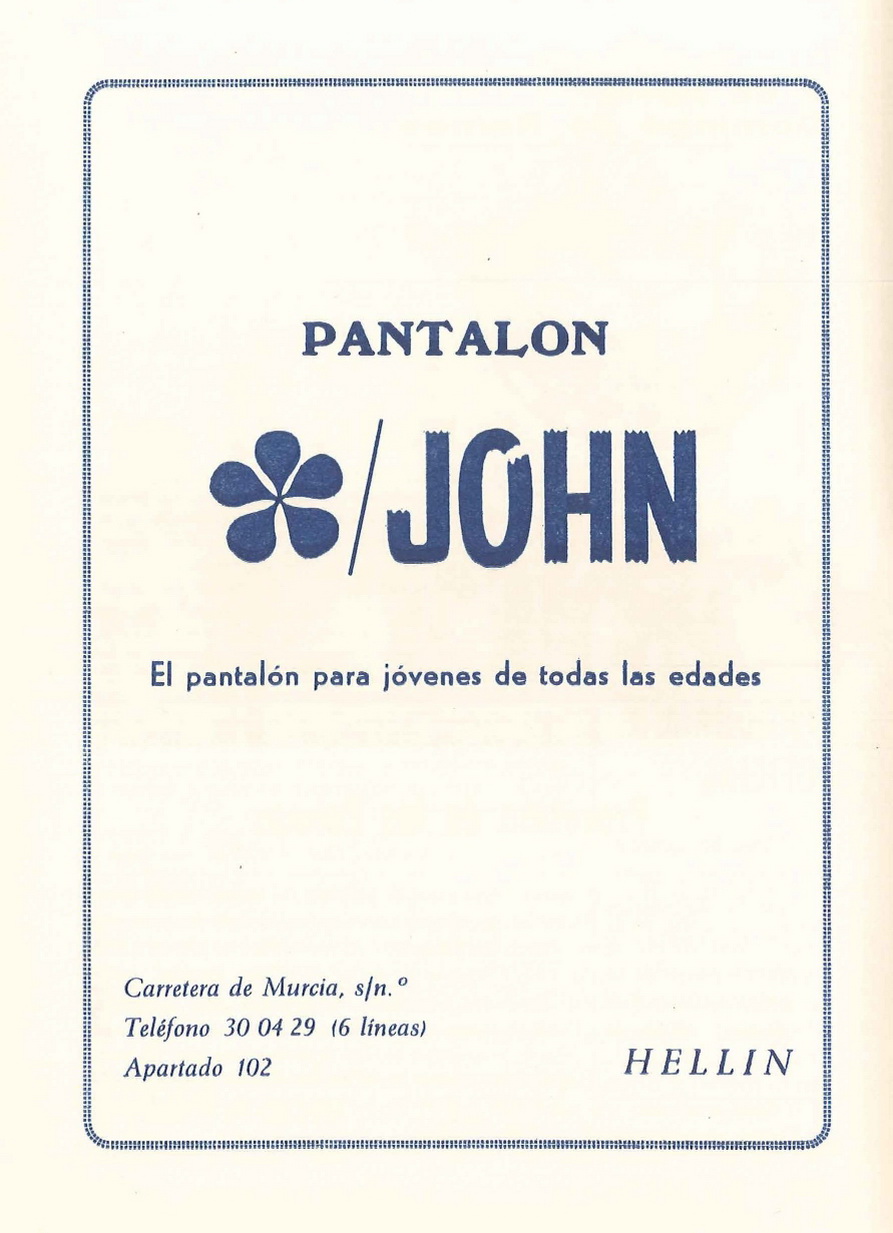 PANTALON
/JOHN
El pantalón para jóvenes de todas las edades
Carretera de Murcia, s/n.º
Teléfono 30 04 29 (6 líneas)
Apartado 102
HELLIN